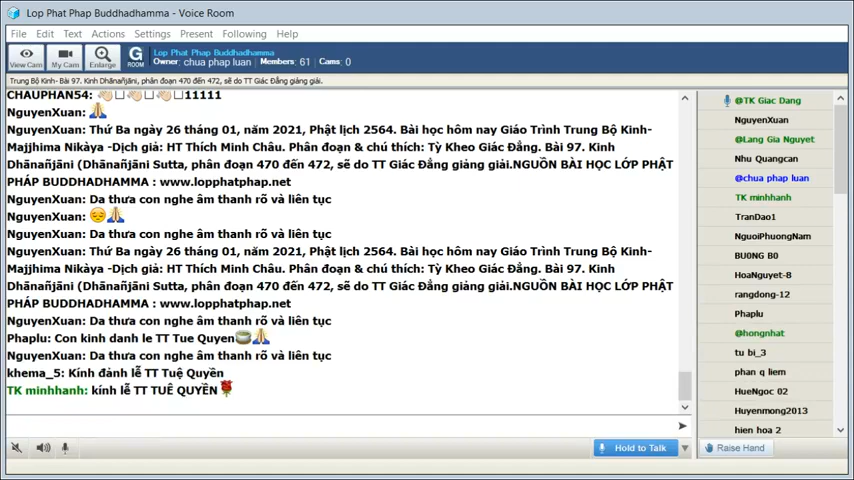 Lop Phat Phap Buddhadhamma - Voice Room
File Edit Text Actions Settings Present Following Help
View Cam My Cam Enlarge G ROOM
Lop Phat Phap Buddhadhamma
Owner: chua phap luan Members: 61 Cams: 0
Trung Bộ Kinh- Bài 97. Kinh Dhānañjāni, phân đoạn 470 đến 472, sẽ do TT Giác Đẳng giảng giải.
CHAUPHAN54: 👏🏻□👏🏻□👏🏻□11111
NguyenXuan: 🙏
NguyenXuan: Thứ Ba ngày 26 tháng 01, năm 2021, Phật lịch 2564. Bài học hôm nay Giáo Trình Trung Bộ Kinh-
Majjhima Nikàya -Dịch giả: HT Thích Minh Châu. Phân đoạn & chú thích: Tỳ Kheo Giác Đẳng. Bài 97. Kinh
Dhānañjāni (Dhānañjāni Sutta, phân đoạn 470 đến 472, sẽ do TT Giác Đẳng giảng giải.NGUỒN BÀI HỌC LỚP PHẬT
PHÁP BUDDHADHAMMA : www.lopphatphap.net
NguyenXuan: Da thưa con nghe âm thanh rõ và liên tục
NguyenXuan: 😔🙏
NguyenXuan: Da thưa con nghe âm thanh rõ và liên tục
NguyenXuan: Thứ Ba ngày 26 tháng 01, năm 2021, Phật lịch 2564. Bài học hôm nay Giáo Trình Trung Bộ Kinh-
Majjhima Nikàya -Dịch giả: HT Thích Minh Châu. Phân đoạn & chú thích: Tỳ Kheo Giác Đẳng. Bài 97. Kinh
Dhānañjāni (Dhānañjāni Sutta, phân đoạn 470 đến 472, sẽ do TT Giác Đẳng giảng giải.NGUỒN BÀI HỌC LỚP PHẬT
PHÁP BUDDHADHAMMA : www.lopphatphap.net
NguyenXuan: Da thưa con nghe âm thanh rõ và liên tục
Phaplu: Con kinh danh le TT Tue Quyen🍵🙏
NguyenXuan: Da thưa con nghe âm thanh rõ và liên tục
khema_5: Kính đảnh lễ TT Tuệ Quyền
TK minhhanh: kính lễ TT TUỆ QUYỀN🌹
Hold to Talk
@TK Giac Dang
NguyenXuan
@Lang Gia Nguyet
Nhu Quangcan
@chua phap luan
TK minhhanh
TranDao1
NguoiPhuongNam
BU0NG B0
HoaNguyet-8
rangdong-12
Phaplu
@hongnhat
tu bi_3
phan q liem
HueNgoc 02
Huyenmong2013
hien hoa 2
Raise Hand